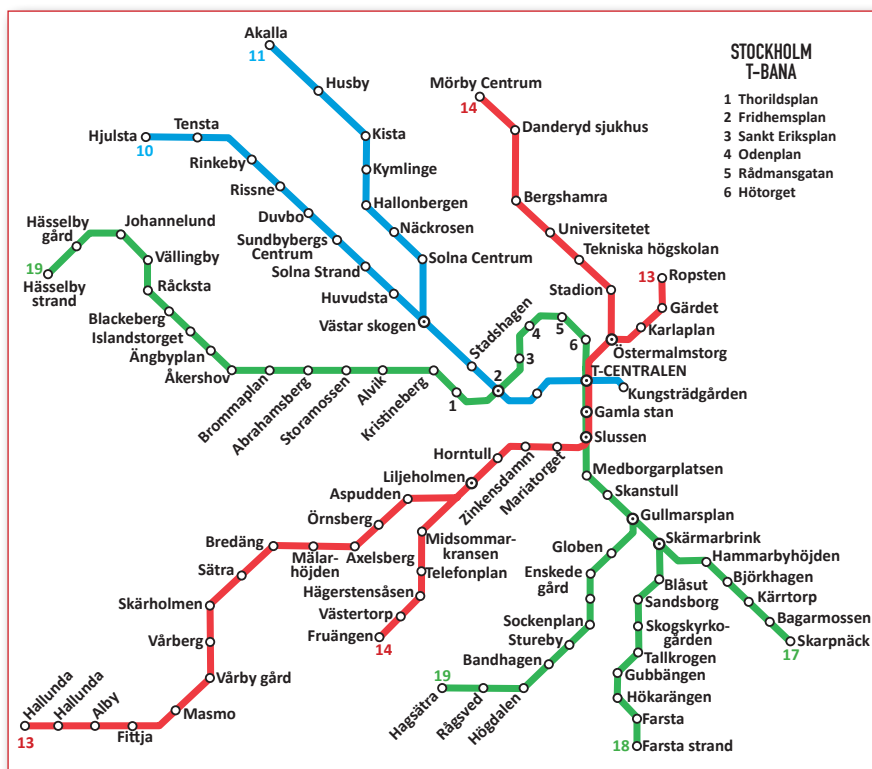 STOCKHOLM
T-BANA
1 Thorildsplan
2 Fridhemsplan
3 Sankt Eriksplan
4 Odenplan
5 Rådmansgatan
6 Hötorget
Akalla
11
Husby
Kista
Kymlinge
Hallonbergen
Näckrosen
Solna Centrum
Hjulsta
10
Tensta
Rinkeby
Rissne
Duvbo
Sundbybergs
Centrum
Solna Strand
Huvudsta
Västar skogen
Stadshagen
Mörby Centrum
14
Danderyd sjukhus
Bergshamra
Universitetet
Tekniska högskolan
Stadion
13
Ropsten
Gärdet
Karlaplan
Östermalmstorg
T-CENTRALEN
Kungsträdgården
Gamla stan
Slussen
Hässelby
gård
19
Hässelby
strand
Johannelund
Vällingby
Råcksta
Blackeberg
Islandstorget
Ängbyplan
Åkershov
Brommaplan
Abrahamsberg
Storamossen
Alvik
Kristineberg
1
2
3
4
5
6
Medborgarplatsen
Skanstull
Gullmarsplan
Skärmarbrink
Hammarbyhöjden
Björkhagen
Kärrtorp
Bagarmossen
Skarpnäck
17
Blåsut
Sandsborg
Skogskyrko-
gården
Tallkrogen
Gubbängen
Hökarängen
Farsta
18
Farsta strand
Globen
Enskede
gård
Sockenplan
Stureby
Bandhagen
Högdalen
Rågsved
19
Hagsätra
Mariatorget
Zinkensdamm
Horntull
Liljeholmen
Midsommar-
kransen
Telefonplan
Hägerstensåsen
Västertorp
Fruängen
14
Aspudden
Örnsberg
Axelsberg
Mälar-
höjden
Bredäng
Sätra
Skärholmen
Vårberg
Vårby gård
Masmo
Fittja
Alby
Hallunda
Hallunda
13